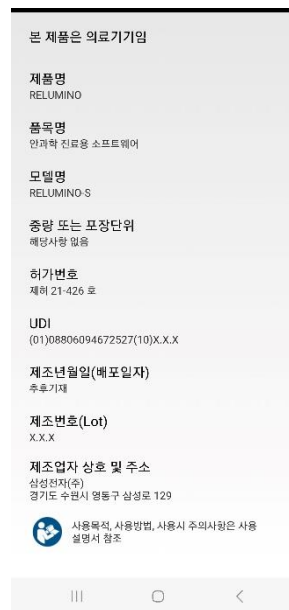 본 제품은 의료기기임
제품명
RELUMINO
품목명
안과학 진료용 소프트웨어
모델명
RELUMINO-S
중량 또는 포장단위
해당사항 없음
허가번호
제허 21-426 호
UDI
(01)08806094672527(10)X.X.X
제조년월일(배포일자)
추후기재
제조번호(Lot)
X.X.X
제조업자 상호 및 주소
삼성전자(주)
경기도 수원시 영통구 삼성로 129
사용목적, 사용방법, 사용시 주의사항은 사용
설명서 참조